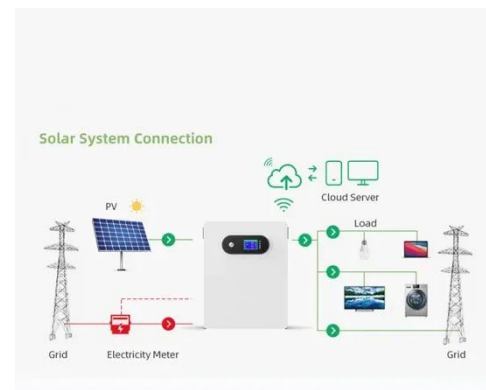 Solar System Connection
PV
Cloud Server
Load
Grid
Electricity Meter
Grid